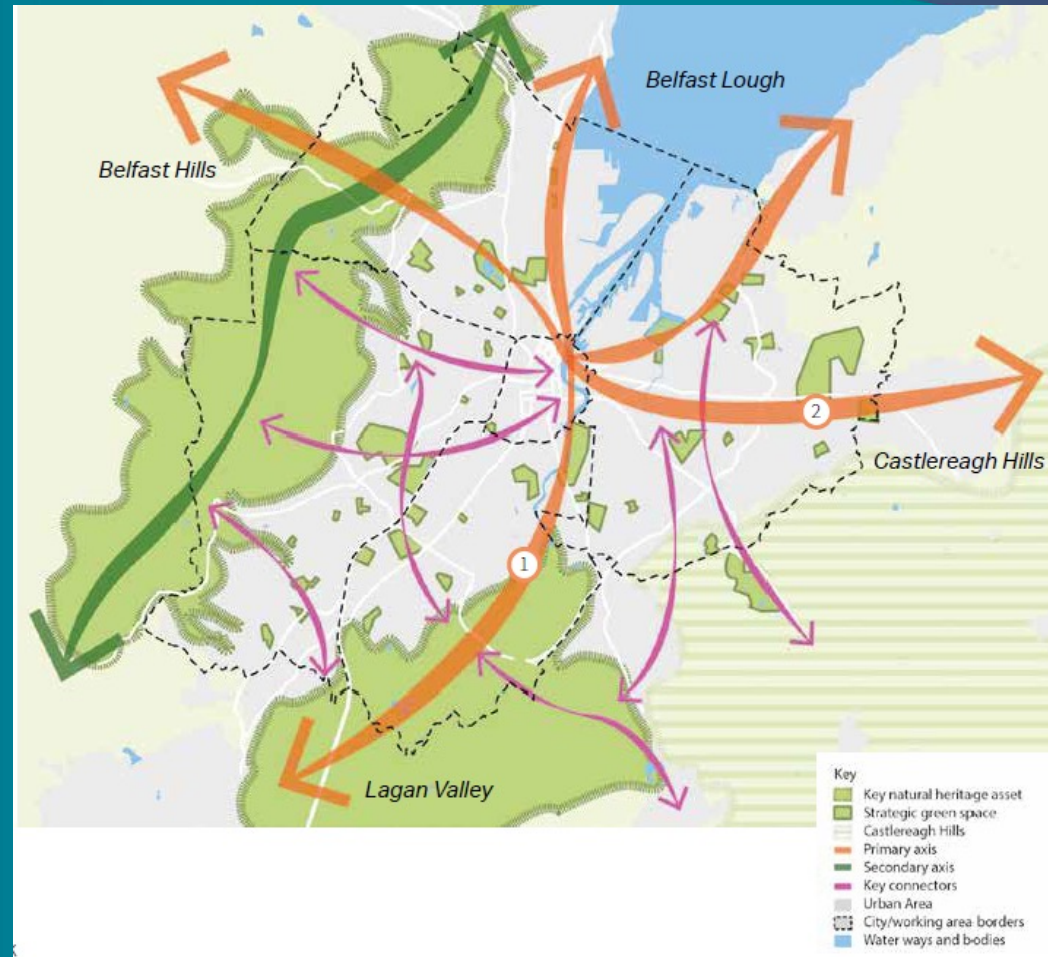 Belfast Lough
Belfast Hills
2
Castlereagh Hills
1
Lagan Valley
Key
Key natural heritage asset
Strategic green space
Castlereagh Hills
Primary axis
Secondary axis
Key connectors
Urban Area
City/working area borders
Water ways and bodies